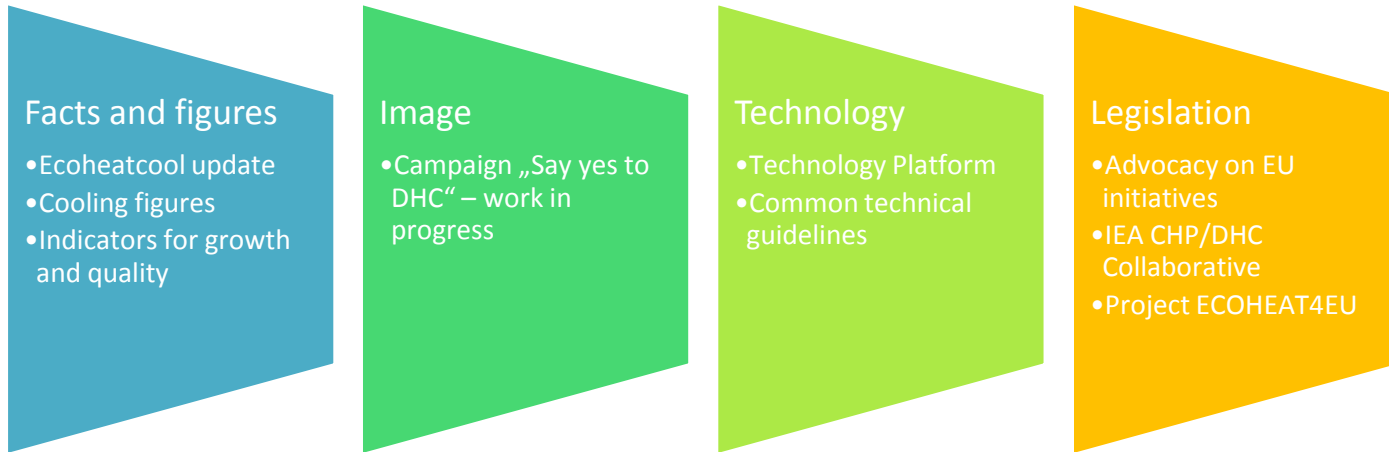 Facts and figures
•Ecoheatcool update
•Cooling figures
•Indicators for growth
and quality
Image
•Campaign „Say yes to
DHC“ – work in
progress
Technology
•Technology Platform
•Common technical
guidelines
Legislation
•Advocacy on EU
initiatives
•IEA CHP/DHC
Collaborative
•Project ECOHEAT4EU